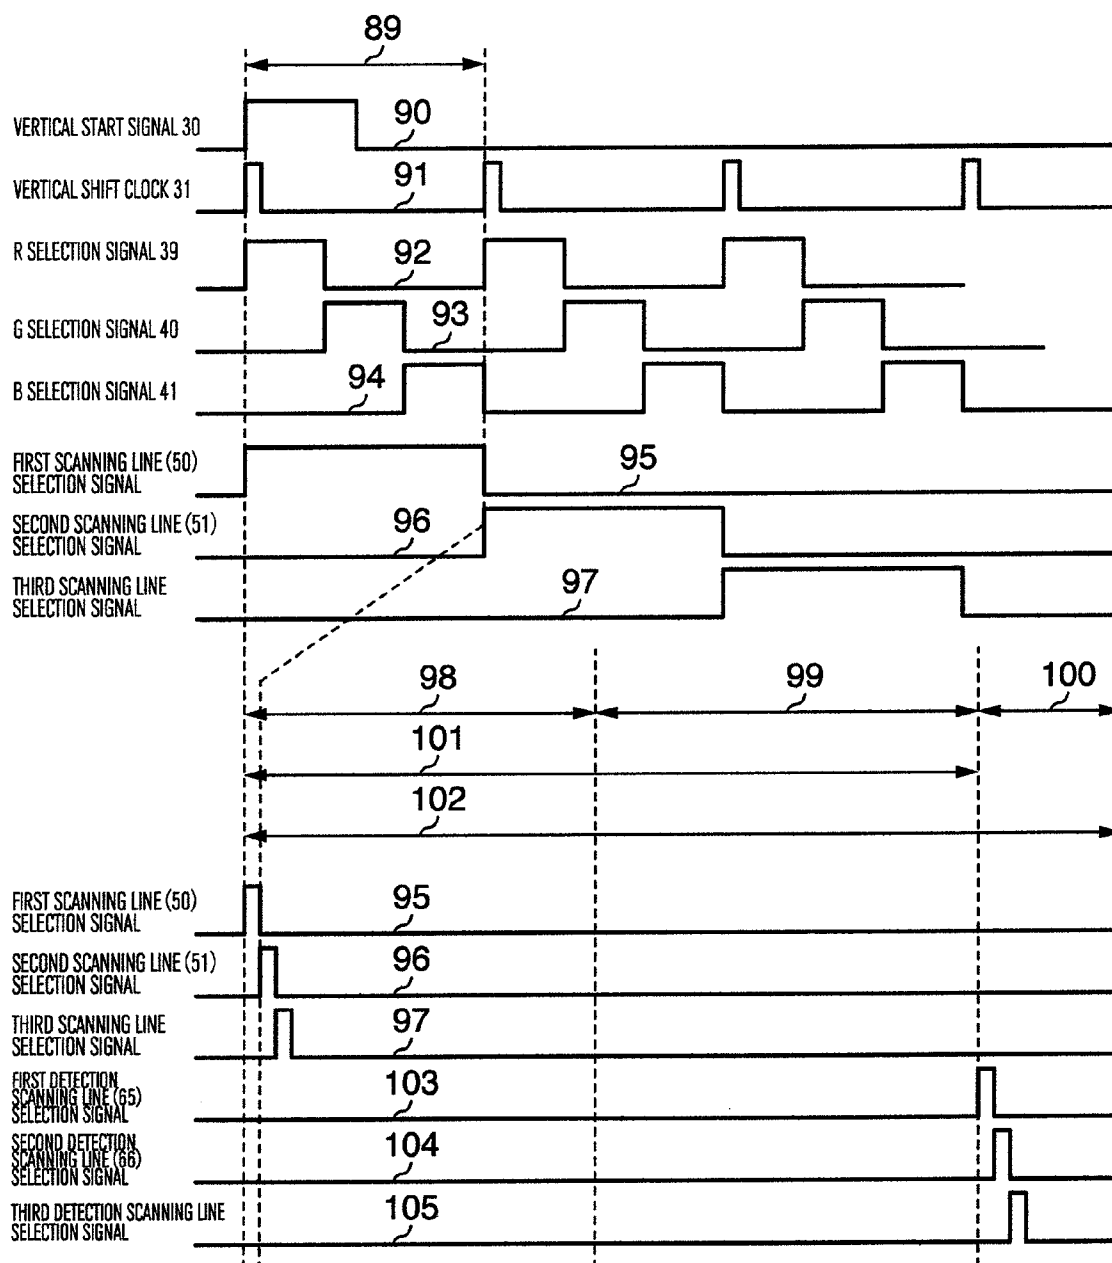 89
VERTICAL START SIGNAL 30
90
VERTICAL SHIFT CLOCK 31
91
R SELECTION SIGNAL 39
92
G SELECTION SIGNAL 40
93
B SELECTION SIGNAL 41
94
FIRST SCANNING LINE (50)
SELECTION SIGNAL
95
SECOND SCANNING LINE (51)
SELECTION SIGNAL
96
THIRD SCANNING LINE
SELECTION SIGNAL
97
98
99
100
101
102
FIRST SCANNING LINE (50)
SELECTION SIGNAL
95
SECOND SCANNING LINE (51)
SELECTION SIGNAL
96
THIRD SCANNING LINE
SELECTION SIGNAL
97
FIRST DETECTION
SCANNING LINE (65)
SELECTION SIGNAL
103
SECOND DETECTION
SCANNING LINE (66)
SELECTION SIGNAL
104
THIRD DETECTION SCANNING LINE
SELECTION SIGNAL
105